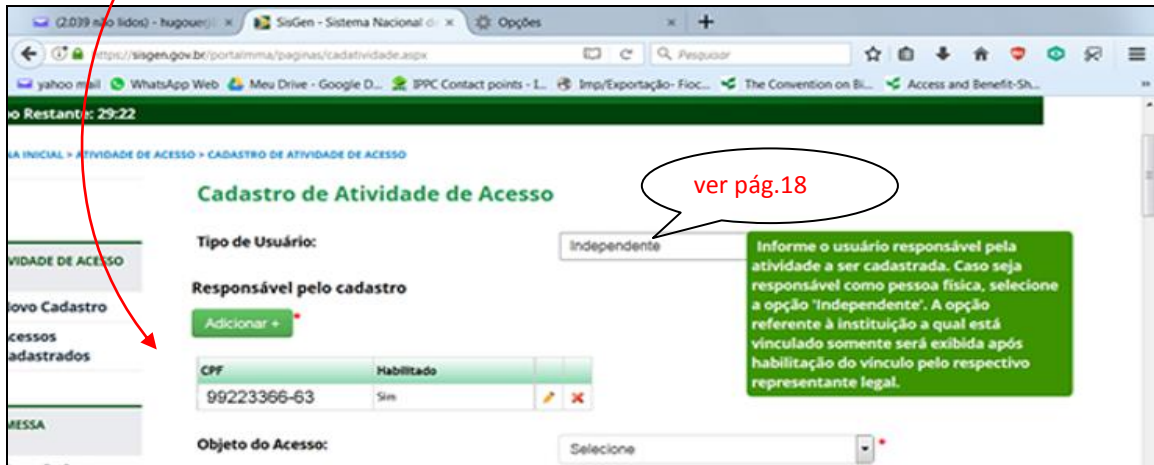 (2.039 não lidos) - hugouer
SisGen - Sistema Nacional d
Opções
https://sisgen.gov.br/portalmma/paginas/cadatividade.aspx
Pesquisar
yahoo mail
WhatsApp Web
Meu Drive - Google D...
IPPC Contact points - I...
Imp/Exportação- Fioc...
The Convention on Bi...
Access and Benefit-Sh...
po Restante: 29:22
NA INICIAL > ATIVIDADE DE ACESSO > CADASTRO DE ATIVIDADE DE ACESSO
Cadastro de Atividade de Acesso
ver pág.18
Tipo de Usuário:
Independente
Informe o usuário responsável pela
atividade a ser cadastrada. Caso seja
responsável como pessoa física, selecione
a opção 'Independente'. A opção
referente à instituição a qual está
vinculado somente será exibida após
habilitação do vínculo pelo respectivo
representante legal.
VIDADE DE ACESSO
Novo Cadastro
cessos
adastrados
MESSA
Responsável pelo cadastro
Adicionar + *
CPF Habilitado
99223366-63 Sim
Objeto do Acesso:
Selecione *